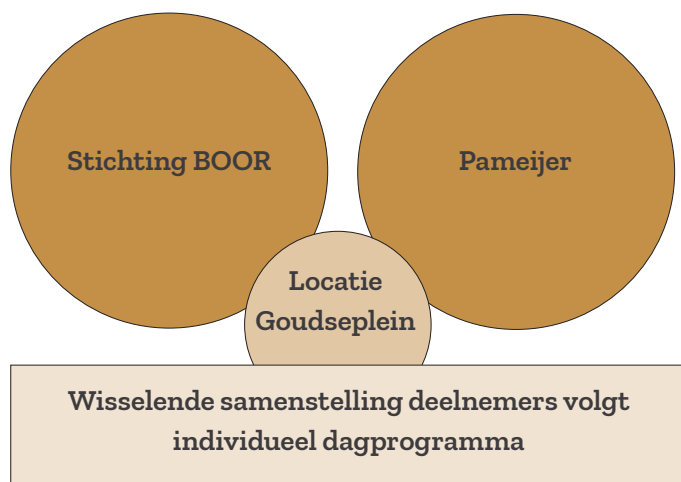 Stichting BOOR
Pameijer
Locatie
Goudseplein
Wisselende samenstelling deelnemers volgt
individueel dagprogramma